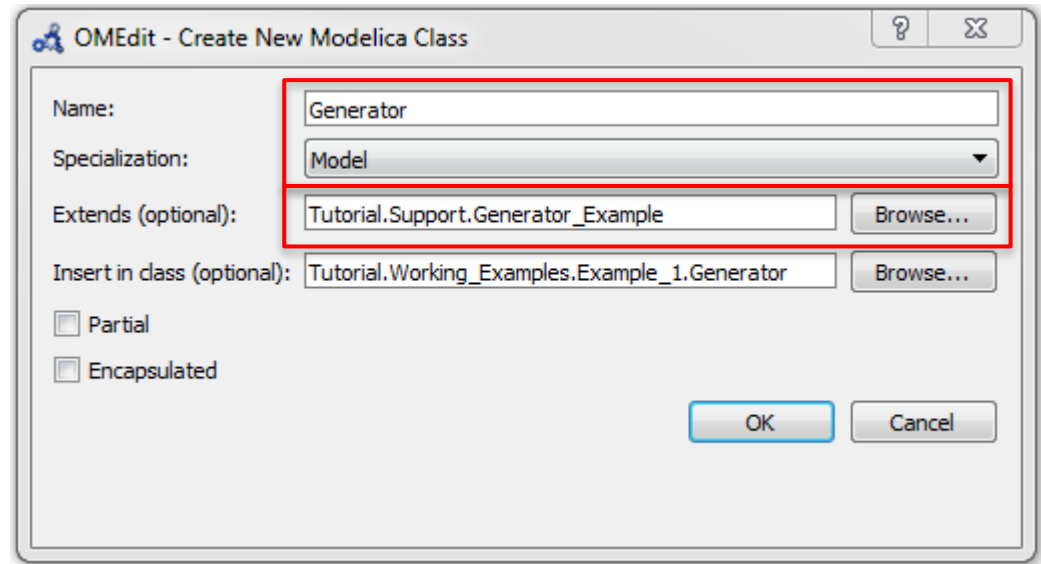 OMEdit - Create New Modelica Class
Name: Generator
Specialization: Model
Extends (optional): Tutorial.Support.Generator_Example Browse...
Insert in class (optional): Tutorial.Working_Examples.Example_1.Generator Browse...
Partial
Encapsulated
OK Cancel